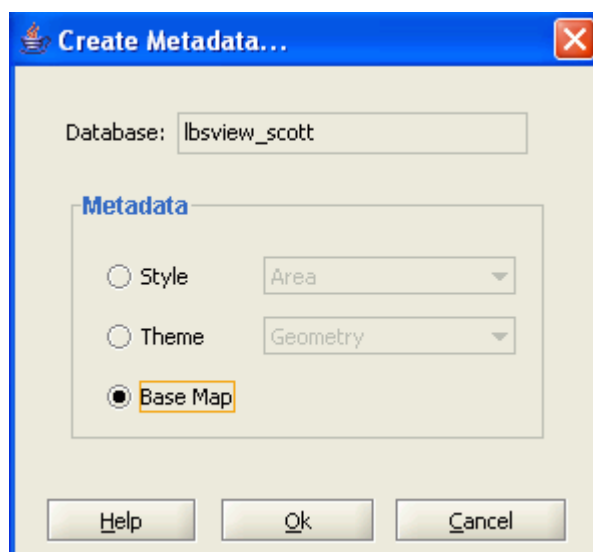 Create Metadata...
Database: lbsview_scott
Metadata
Style Area
Theme Geometry
Base Map
Help Ok Cancel